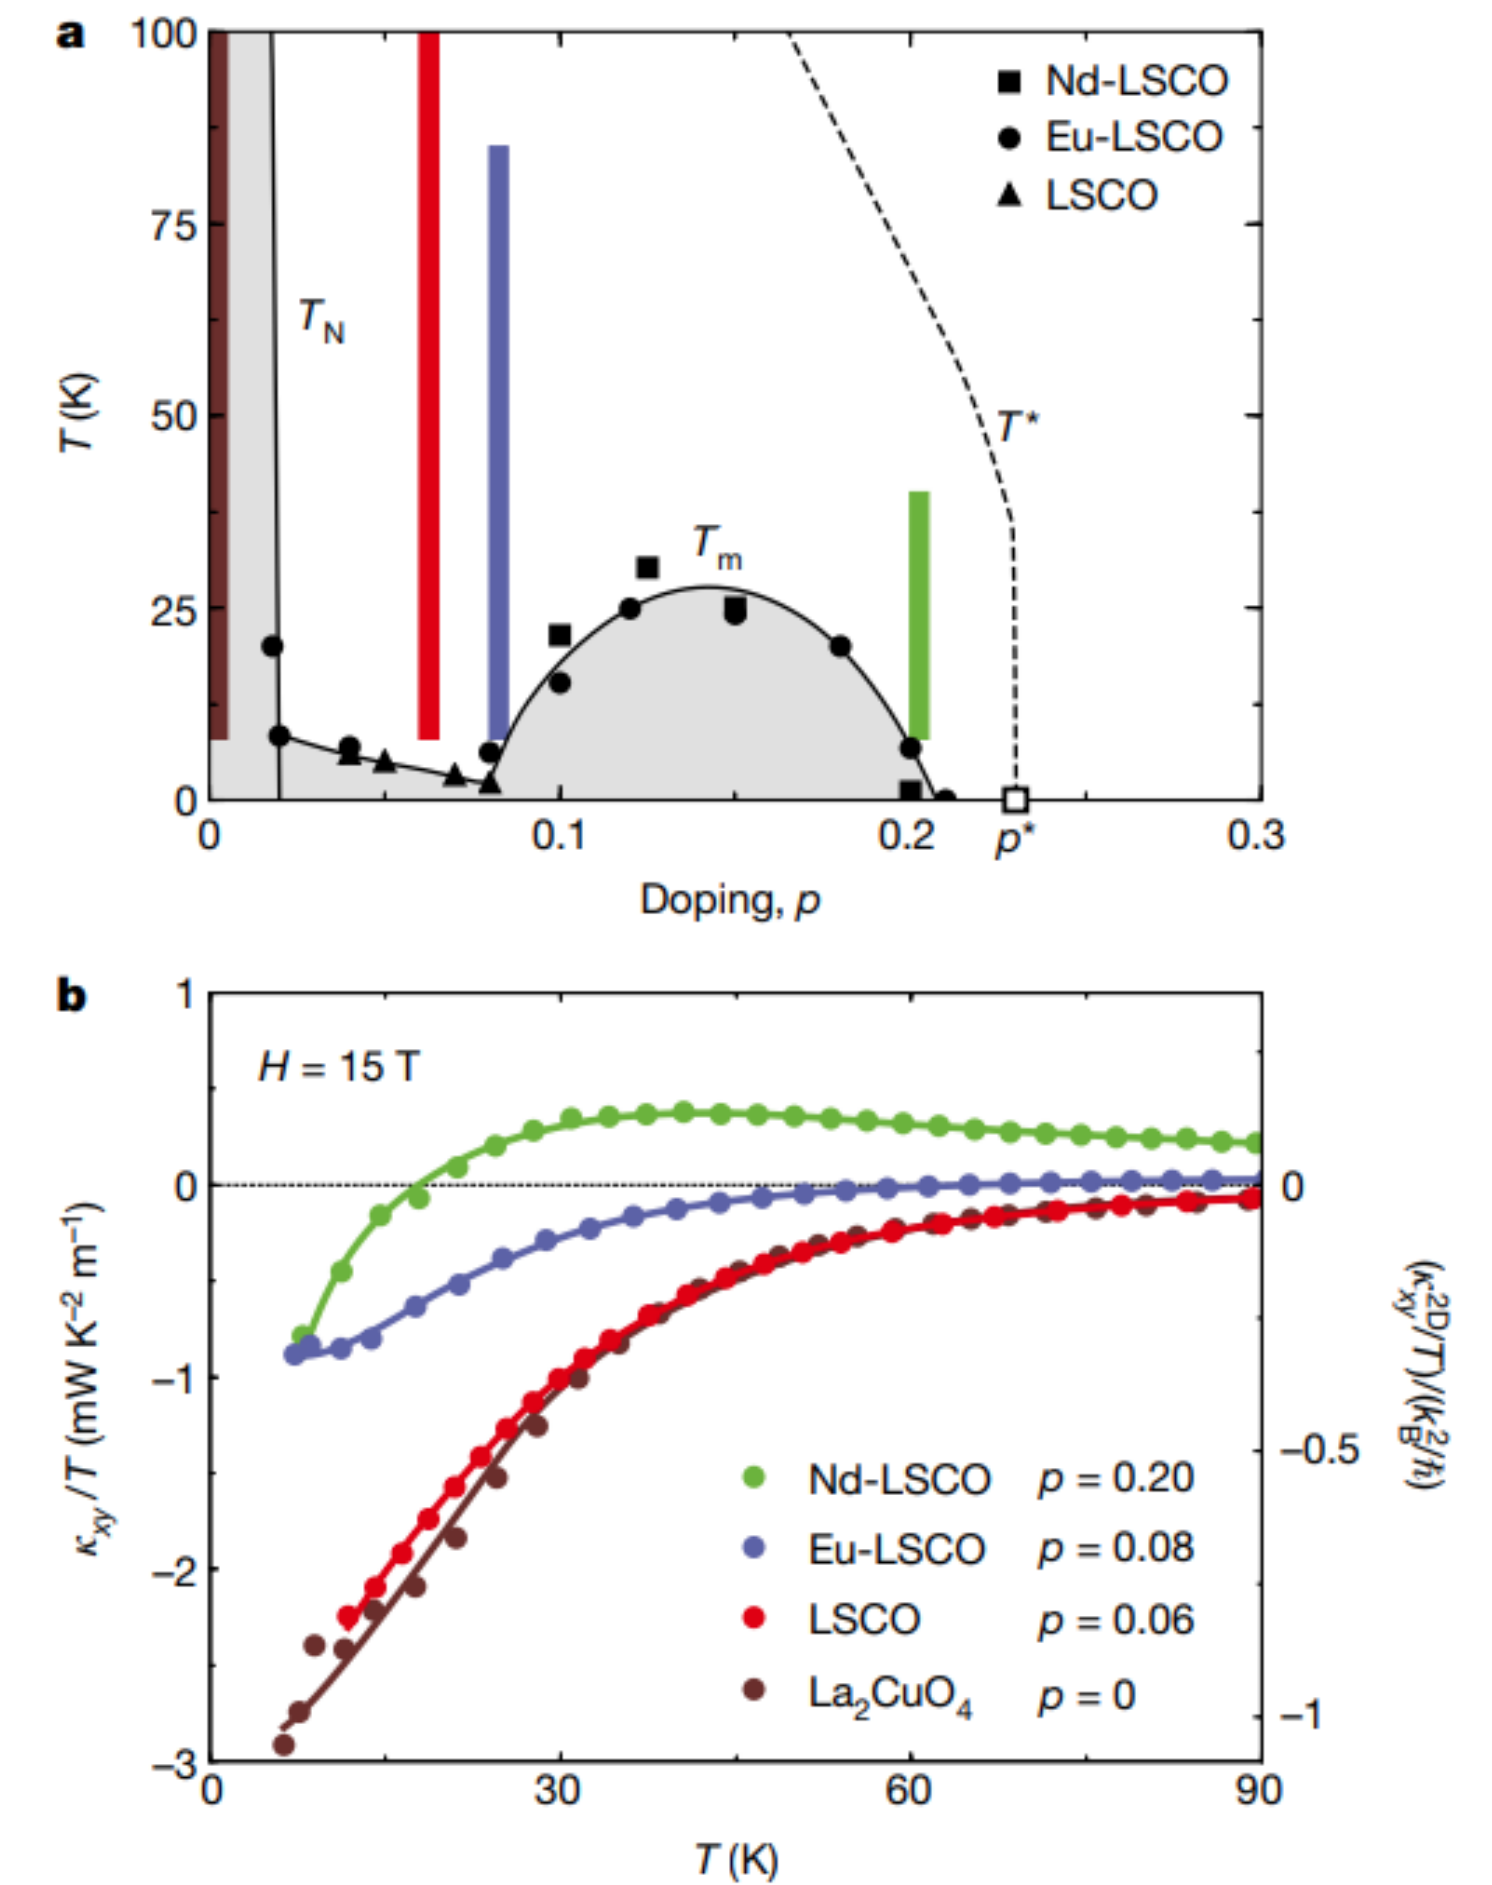 a
100
75
50
25
0
T (K)
Nd-LSCO
Eu-LSCO
LSCO
T_N
T_m
T*
0
0.1
0.2
p*
0.3
Doping, p
b
H = 15 T
1
0
−1
−2
−3
κ_xy/T (mW K⁻² m⁻¹)
0
−0.5
−1
(κ_xy^2D/T)/(k_B²/ℏ)
Nd-LSCO p = 0.20
Eu-LSCO p = 0.08
LSCO p = 0.06
La₂CuO₄ p = 0
0
30
60
90
T (K)